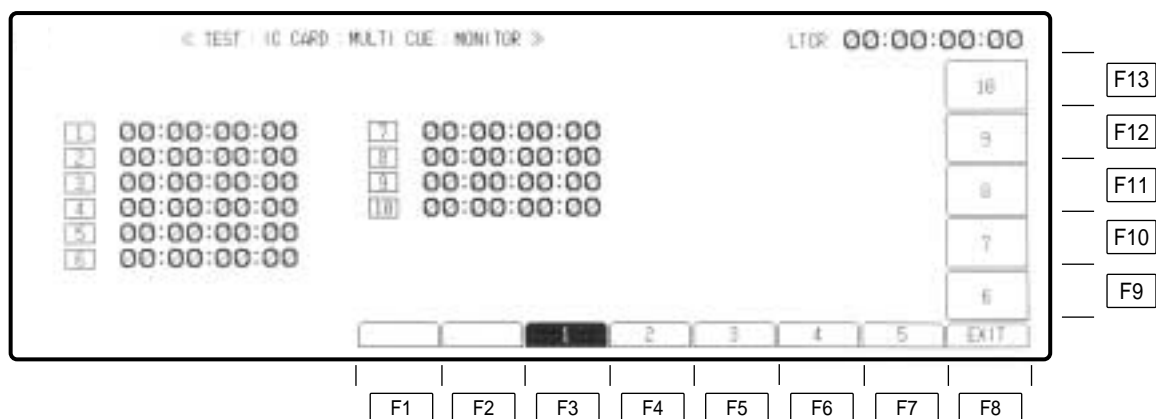 ≪ TEST : IC CARD : MULTI CUE : MONITOR ≫ LTCR 00:00:00:00
10 F13
1 00:00:00:00 7 00:00:00:00
9 F12
2 00:00:00:00 8 00:00:00:00
3 00:00:00:00 9 00:00:00:00
8 F11
4 00:00:00:00 10 00:00:00:00
5 00:00:00:00
7 F10
6 00:00:00:00
6 F9
1 2 3 4 5 EXIT
F1 F2 F3 F4 F5 F6 F7 F8